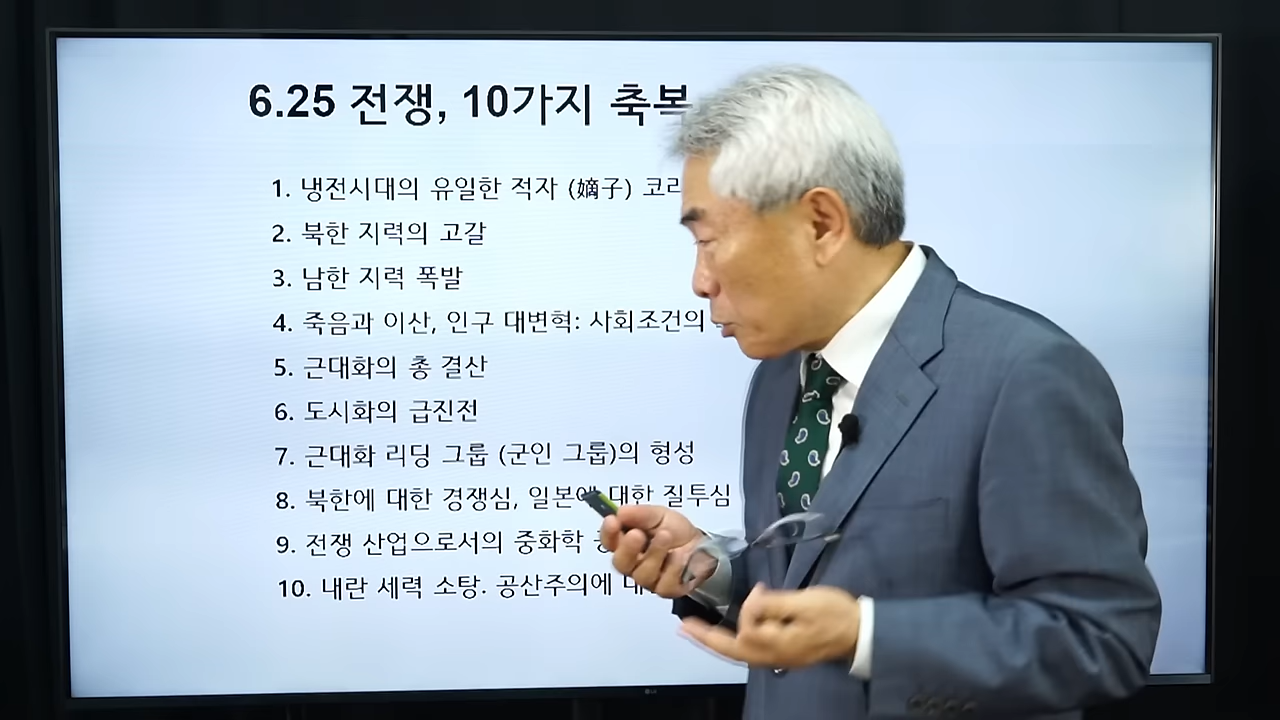 6.25 전쟁, 10가지 축복
1. 냉전시대의 유일한 적자 (嫡子)
2. 북한 지력의 고갈
3. 남한 지력 폭발
4. 죽음과 이산, 인구 대변혁: 사회조건의
5. 근대화의 총 결산
6. 도시화의 급진전
7. 근대화 리딩 그룹 (군인 그룹)의 형성
8. 북한에 대한 경쟁심, 일본에 대한 질투심
9. 전쟁 산업으로서의 중화학
10. 내란 세력 소탕. 공산주의에
LG